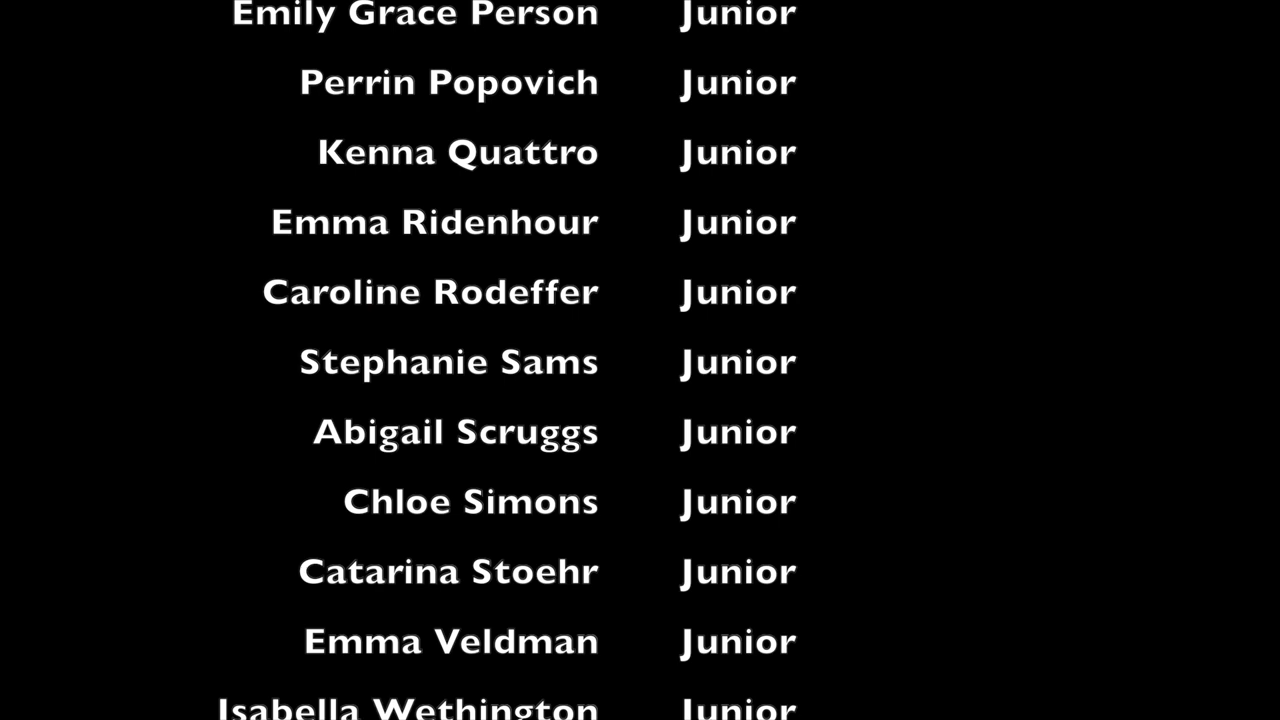 Emily Grace Person Junior
Perrin Popovich Junior
Kenna Quattro Junior
Emma Ridenhour Junior
Caroline Rodeffer Junior
Stephanie Sams Junior
Abigail Scruggs Junior
Chloe Simons Junior
Catarina Stoehr Junior
Emma Veldman Junior
Isabella Wethington Junior